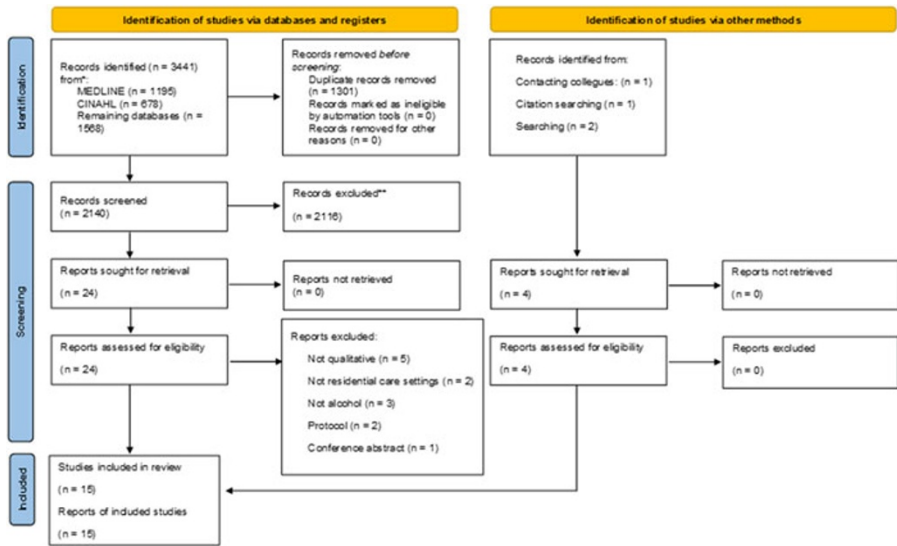 Identification of studies via databases and registers
Identification of studies via other methods
Identification
Records identified (n = 3441)
from*:
MEDLINE (n = 1195)
CINAHL (n = 678)
Remaining databases (n =
1568)
Records removed before
screening:
Duplicate records removed
(n = 1301)
Records marked as ineligible
by automation tools (n = 0)
Records removed for other
reasons (n = 0)
Records identified from:
Contacting collegues: (n = 1)
Citation searching (n = 1)
Searching (n = 2)
Screening
Records screened
(n = 2140)
Records excluded**
(n = 2116)
Reports sought for retrieval
(n = 24)
Reports not retrieved
(n = 0)
Reports sought for retrieval
(n = 4)
Reports not retrieved
(n = 0)
Reports assessed for eligibility
(n = 24)
Reports excluded:
Not qualitative (n = 5)
Not residential care settings (n = 2)
Not alcohol (n = 3)
Protocol (n = 2)
Conference abstract (n = 1)
Reports assessed for eligibility
(n = 4)
Reports excluded
(n = 0)
Included
Studies included in review
(n = 15)
Reports of included studies
(n = 15)